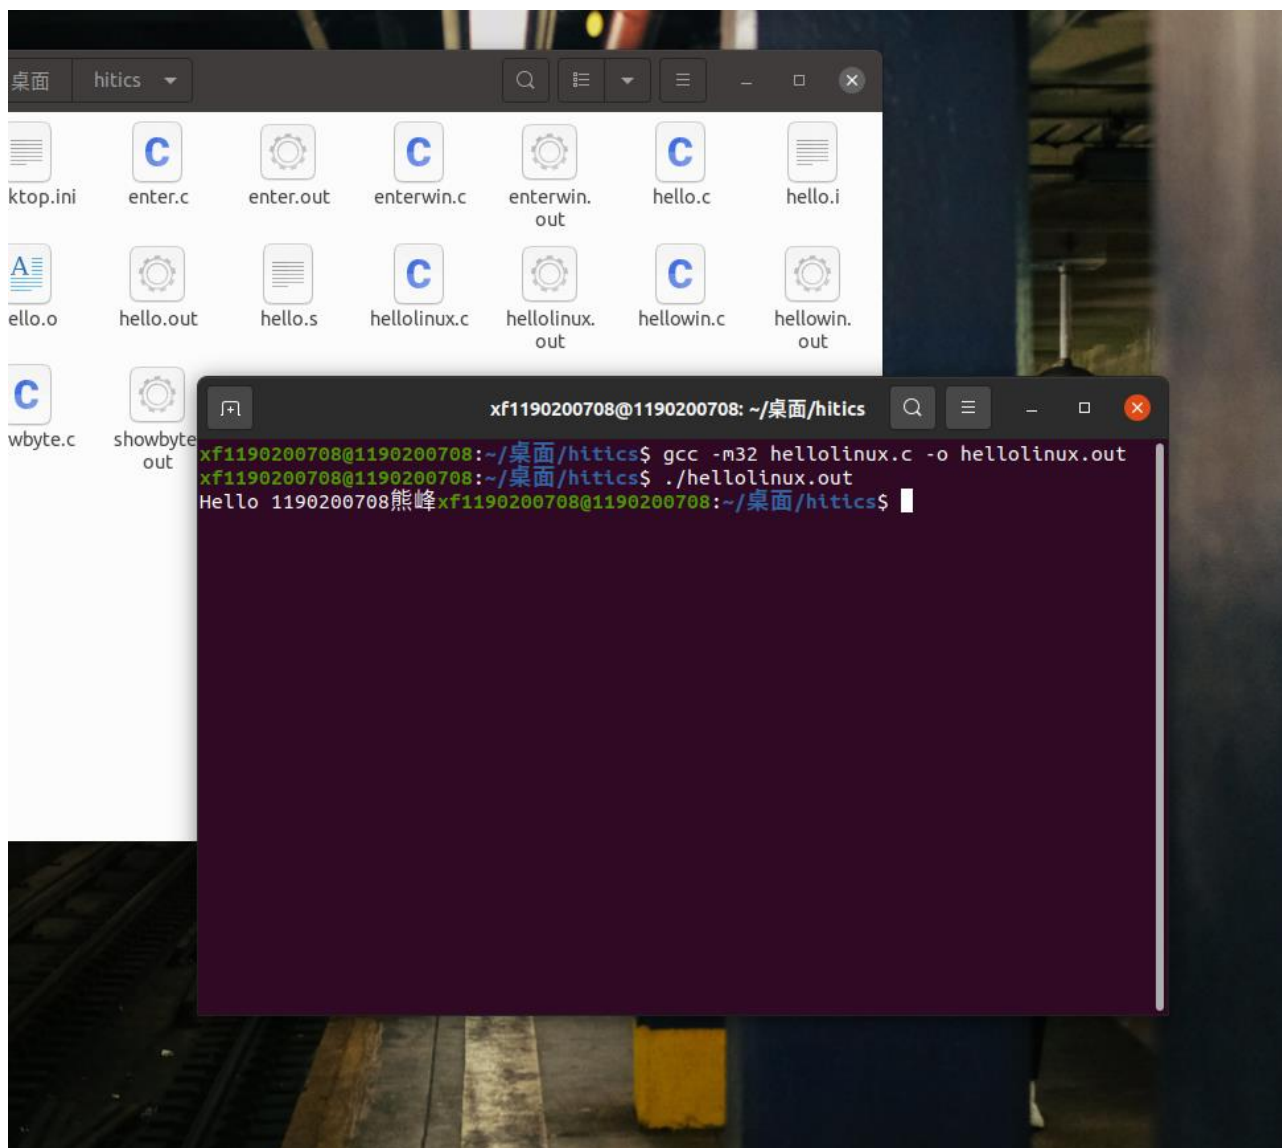 桌面 hitics
ktop.ini enter.c enter.out enterwin.c enterwin.out hello.c hello.i
ello.o hello.out hello.s hellolinux.c hellolinux.out hellowin.c hellowin.out
wbyte.c showbyte
out
xf1190200708@1190200708: ~/桌面/hitics
xf1190200708@1190200708:~/桌面/hitics$ gcc -m32 hellolinux.c -o hellolinux.out
xf1190200708@1190200708:~/桌面/hitics$ ./hellolinux.out
Hello 1190200708熊峰xf1190200708@1190200708:~/桌面/hitics$